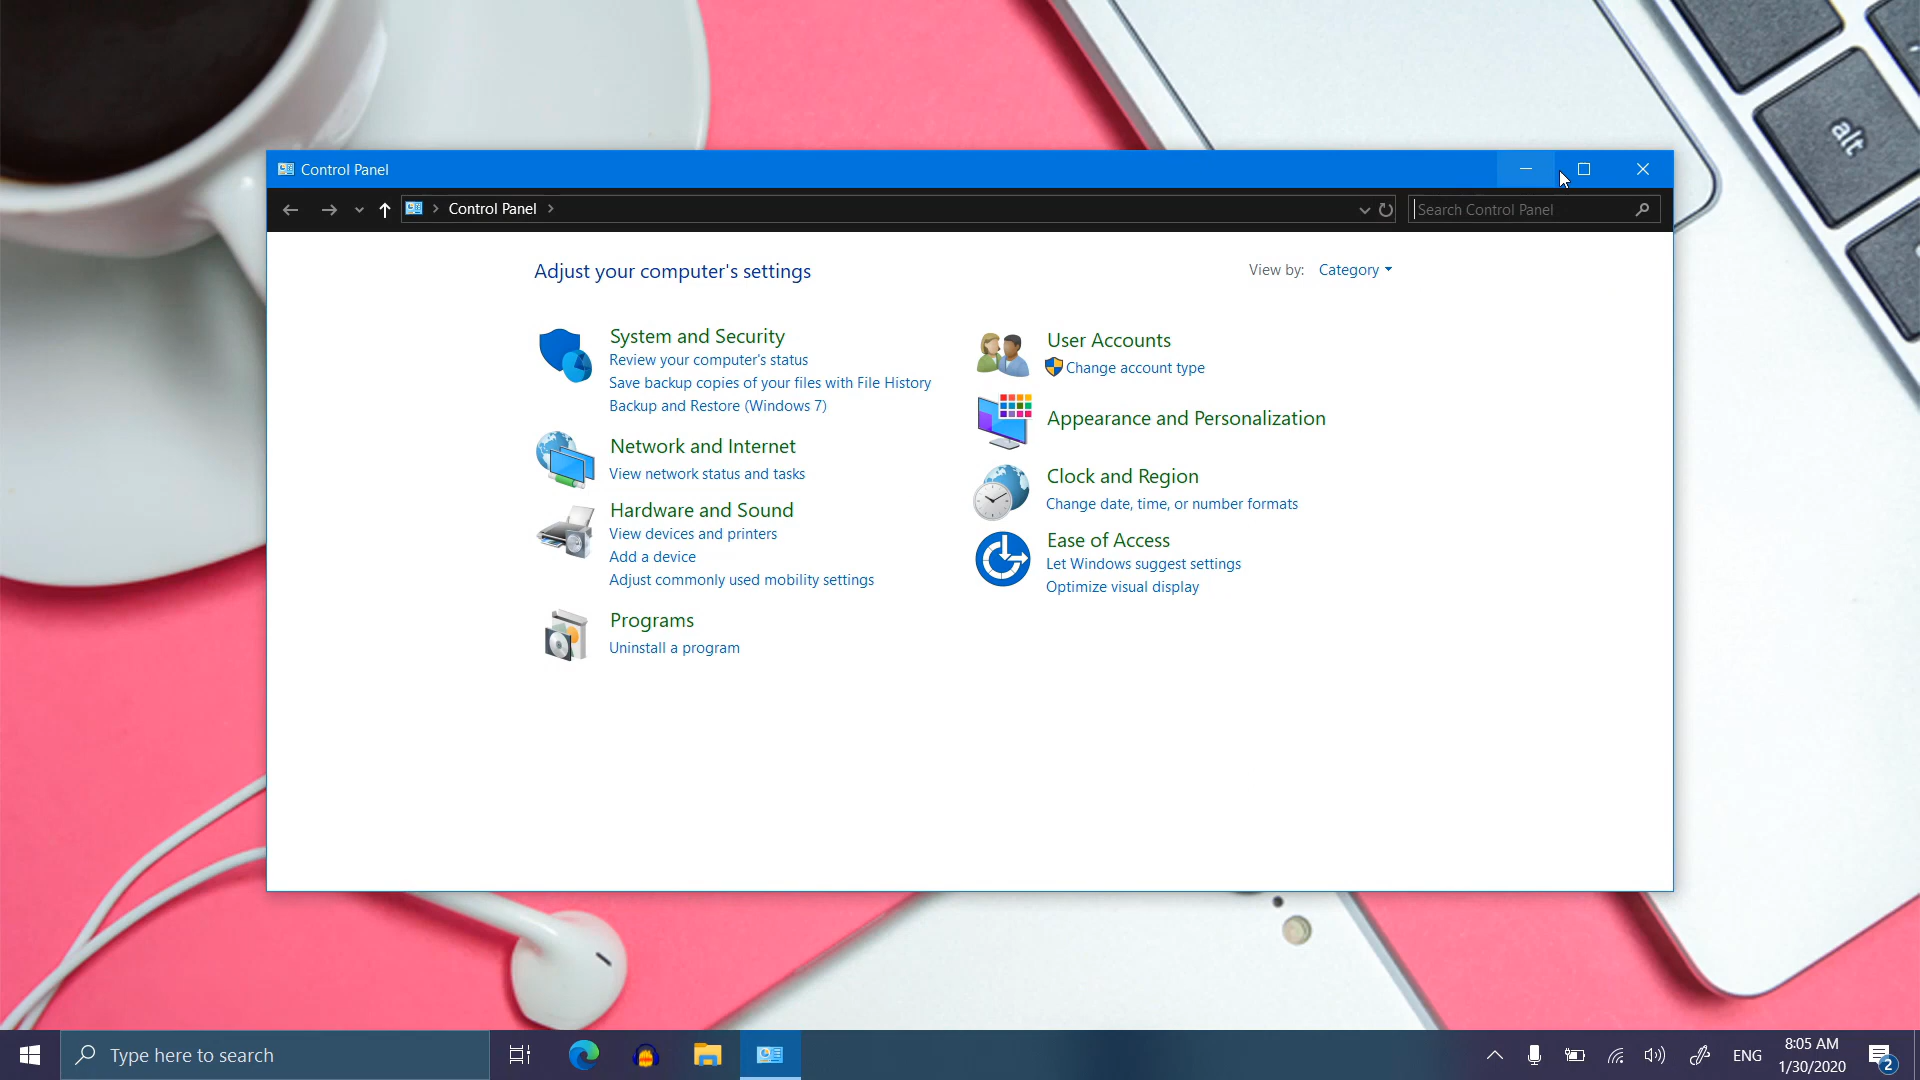 alt
Control Panel
Control Panel
Search Control Panel
Adjust your computer's settings
View by: Category
System and Security
Review your computer's status
Save backup copies of your files with File History
Backup and Restore (Windows 7)
Network and Internet
View network status and tasks
Hardware and Sound
View devices and printers
Add a device
Adjust commonly used mobility settings
Programs
Uninstall a program
User Accounts
Change account type
Appearance and Personalization
Clock and Region
Change date, time, or number formats
Ease of Access
Let Windows suggest settings
Optimize visual display
Type here to search
ENG
8:05 AM
1/30/2020
2